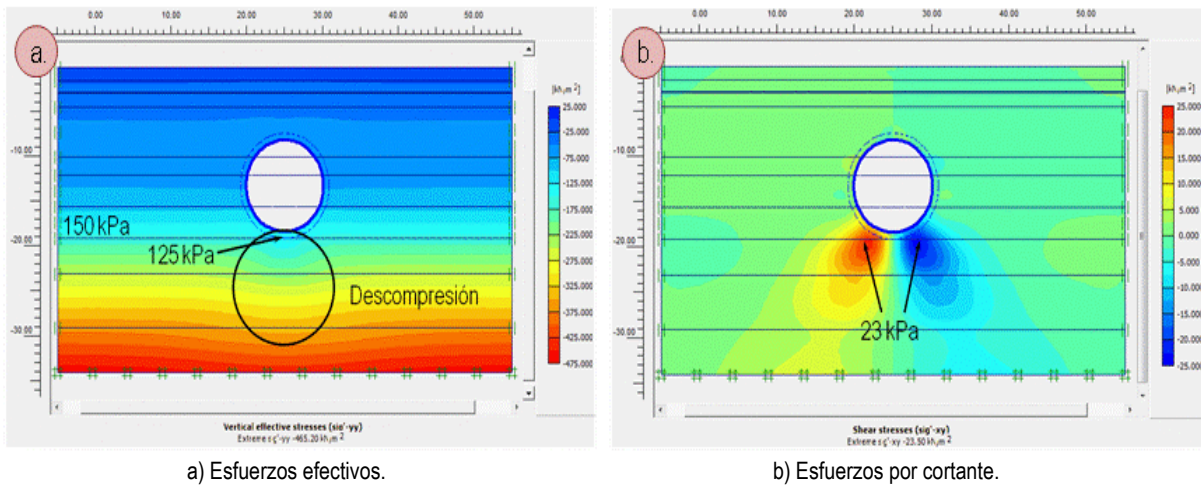 a.
0.00 10.00 20.00 30.00 40.00 50.00
[kN/m²]
25.000
-25.000
-75.000
-125.000
-175.000
-225.000
-275.000
-325.000
-375.000
-425.000
-475.000
-10.00
-20.00
-30.00
150 kPa
125 kPa
Descompresión
Vertical effective stresses (sig'-yy)
Extreme sig'-yy -465.20 kN/m²
a) Esfuerzos efectivos.
b.
0.00 10.00 20.00 30.00 40.00 50.00
[kN/m²]
25.000
20.000
15.000
10.000
5.000
0.000
-5.000
-10.000
-15.000
-20.000
-25.000
-10.00
-20.00
-30.00
23 kPa
Shear stresses (sig'-xy)
Extreme sig'-xy -23.50 kN/m²
b) Esfuerzos por cortante.